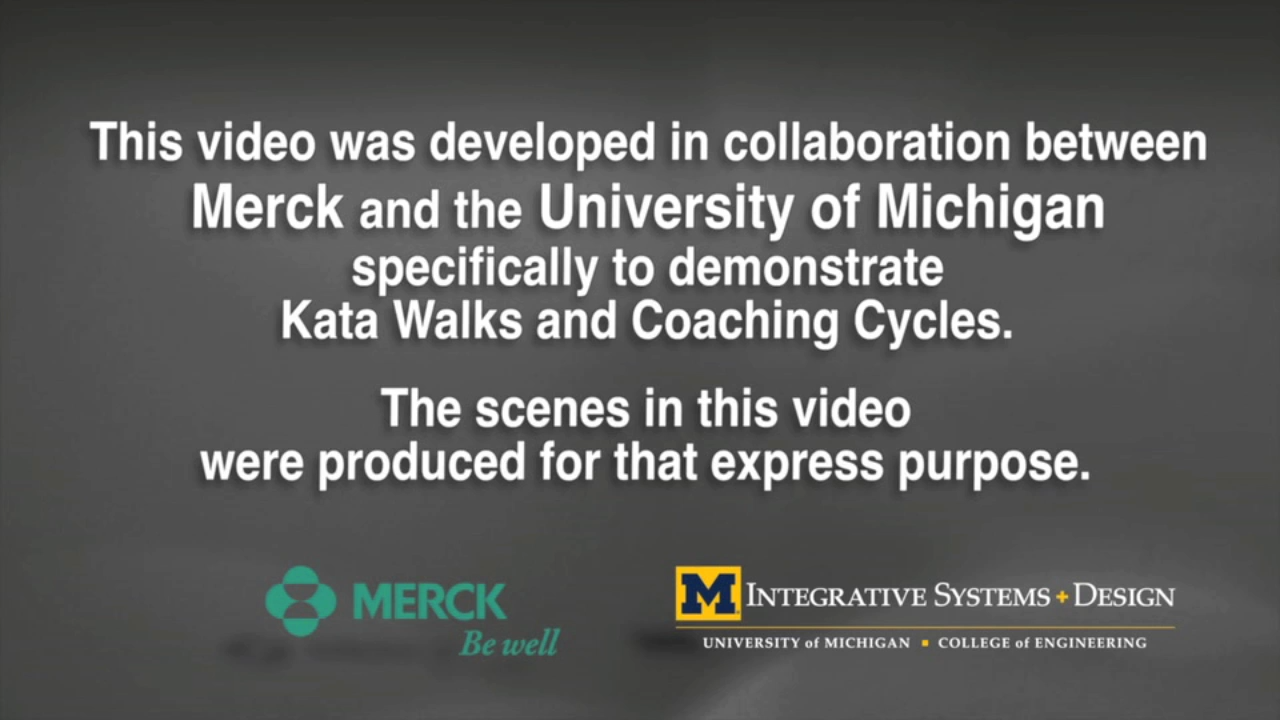 This video was developed in collaboration between
Merck and the University of Michigan
specifically to demonstrate
Kata Walks and Coaching Cycles.
The scenes in this video
were produced for that express purpose.
MERCK
Be well
M INTEGRATIVE SYSTEMS + DESIGN
UNIVERSITY of MICHIGAN ▪ COLLEGE of ENGINEERING